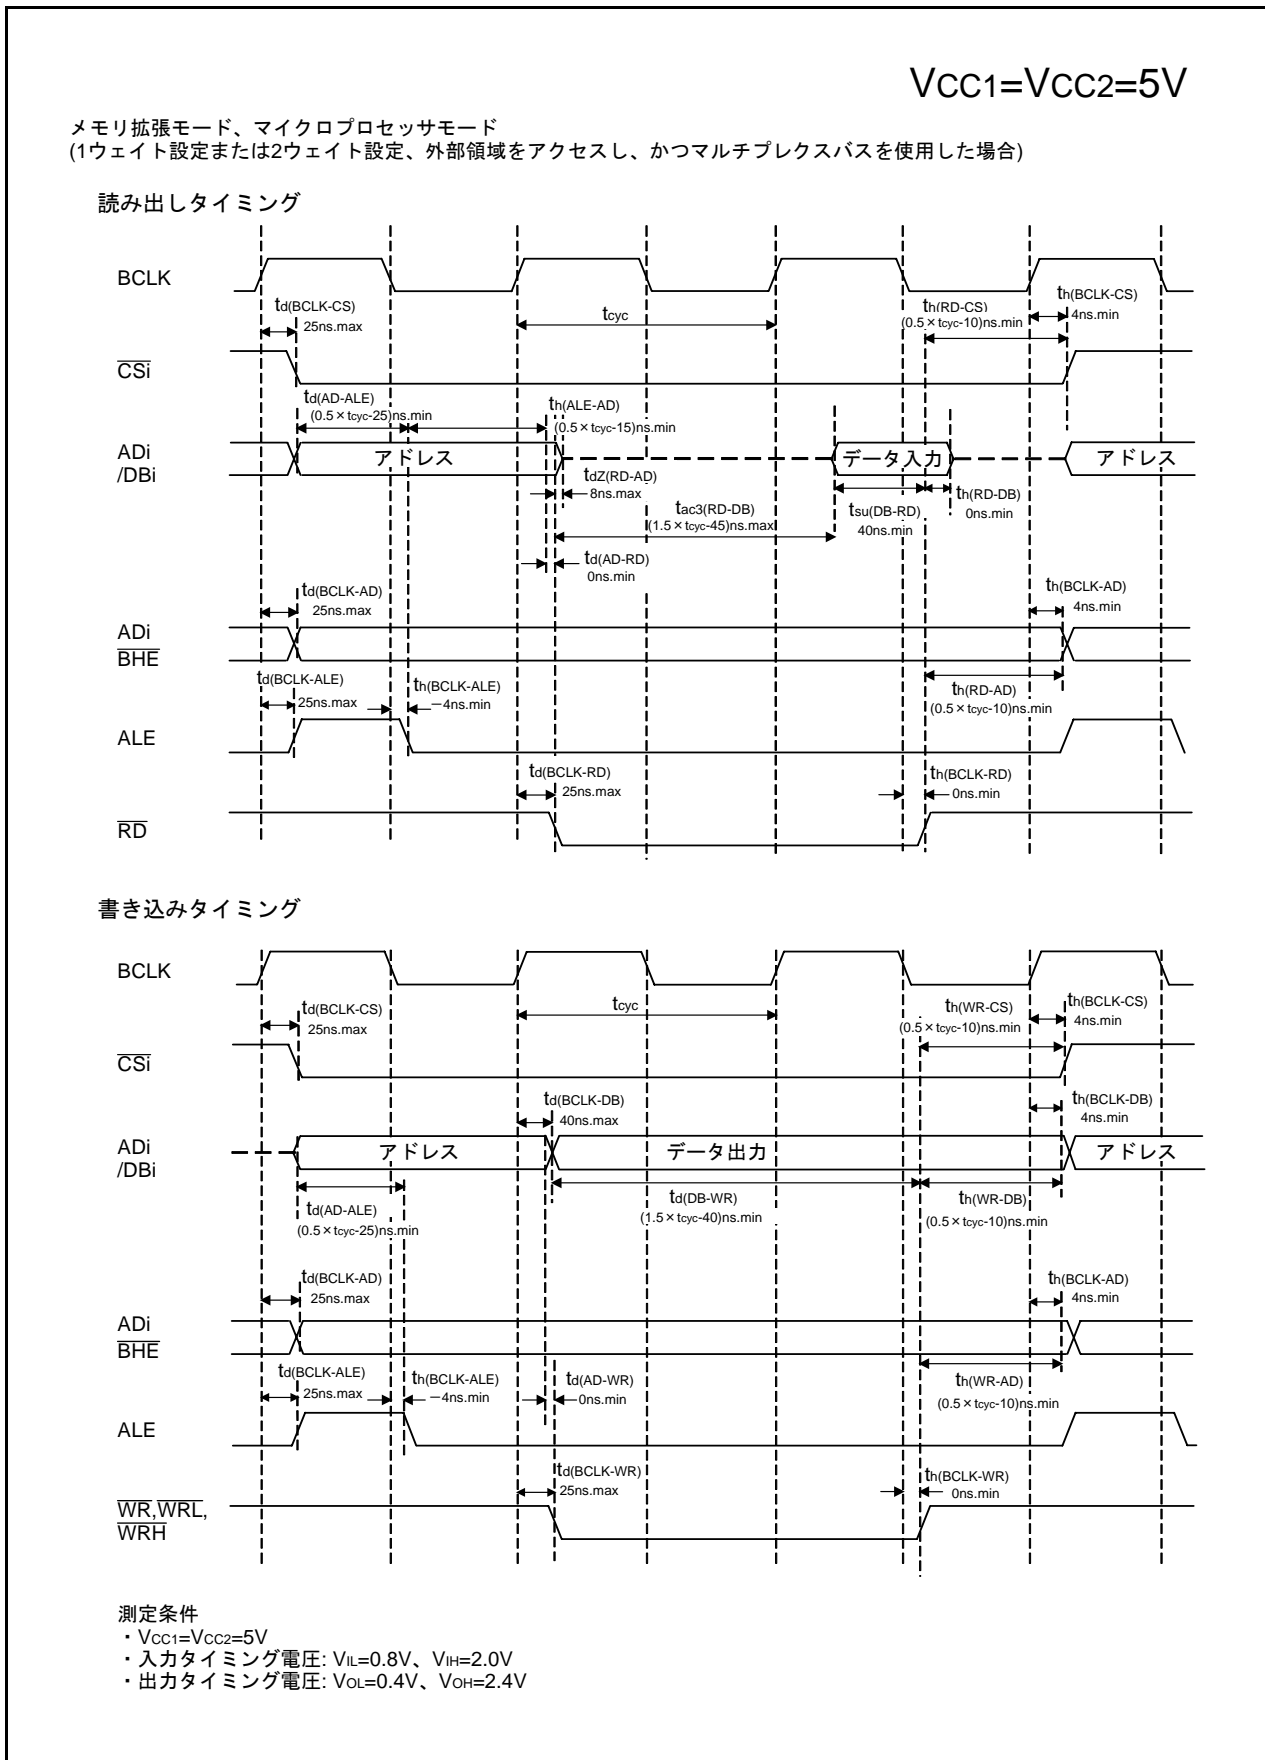 VCC1=VCC2=5V
メモリ拡張モード、マイクロプロセッサモード
(1ウェイト設定または2ウェイト設定、外部領域をアクセスし、かつマルチプレクスバスを使用した場合)
読み出しタイミング
BCLK
td(BCLK-CS)
25ns.max
tcyc
th(RD-CS)
(0.5×tcyc-10)ns.min
th(BCLK-CS)
4ns.min
CSi
td(AD-ALE)
(0.5×tcyc-25)ns.min
th(ALE-AD)
(0.5×tcyc-15)ns.min
ADi
/DBi
アドレス
データ入力
アドレス
tdZ(RD-AD)
8ns.max
tac3(RD-DB)
(1.5×tcyc-45)ns.max
tsu(DB-RD)
40ns.min
th(RD-DB)
0ns.min
td(AD-RD)
0ns.min
td(BCLK-AD)
25ns.max
th(BCLK-AD)
4ns.min
ADi
BHE
td(BCLK-ALE)
25ns.max
th(BCLK-ALE)
−4ns.min
th(RD-AD)
(0.5×tcyc-10)ns.min
ALE
td(BCLK-RD)
25ns.max
th(BCLK-RD)
0ns.min
RD
書き込みタイミング
BCLK
td(BCLK-CS)
25ns.max
tcyc
th(WR-CS)
(0.5×tcyc-10)ns.min
th(BCLK-CS)
4ns.min
CSi
td(BCLK-DB)
40ns.max
th(BCLK-DB)
4ns.min
ADi
/DBi
アドレス
データ出力
アドレス
td(AD-ALE)
(0.5×tcyc-25)ns.min
td(DB-WR)
(1.5×tcyc-40)ns.min
th(WR-DB)
(0.5×tcyc-10)ns.min
td(BCLK-AD)
25ns.max
th(BCLK-AD)
4ns.min
ADi
BHE
td(BCLK-ALE)
25ns.max
th(BCLK-ALE)
−4ns.min
td(AD-WR)
0ns.min
th(WR-AD)
(0.5×tcyc-10)ns.min
ALE
td(BCLK-WR)
25ns.max
th(BCLK-WR)
0ns.min
WR,WRL,
WRH
測定条件
・VCC1=VCC2=5V
・入力タイミング電圧: VIL=0.8V、VIH=2.0V
・出力タイミング電圧: VOL=0.4V、VOH=2.4V